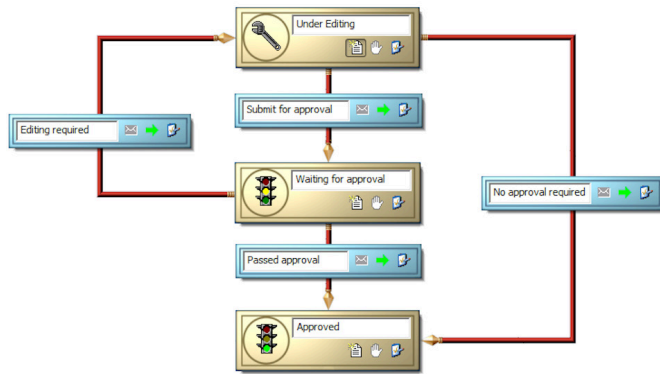 Under Editing
Submit for approval
Editing required
Waiting for approval
No approval required
Passed approval
Approved